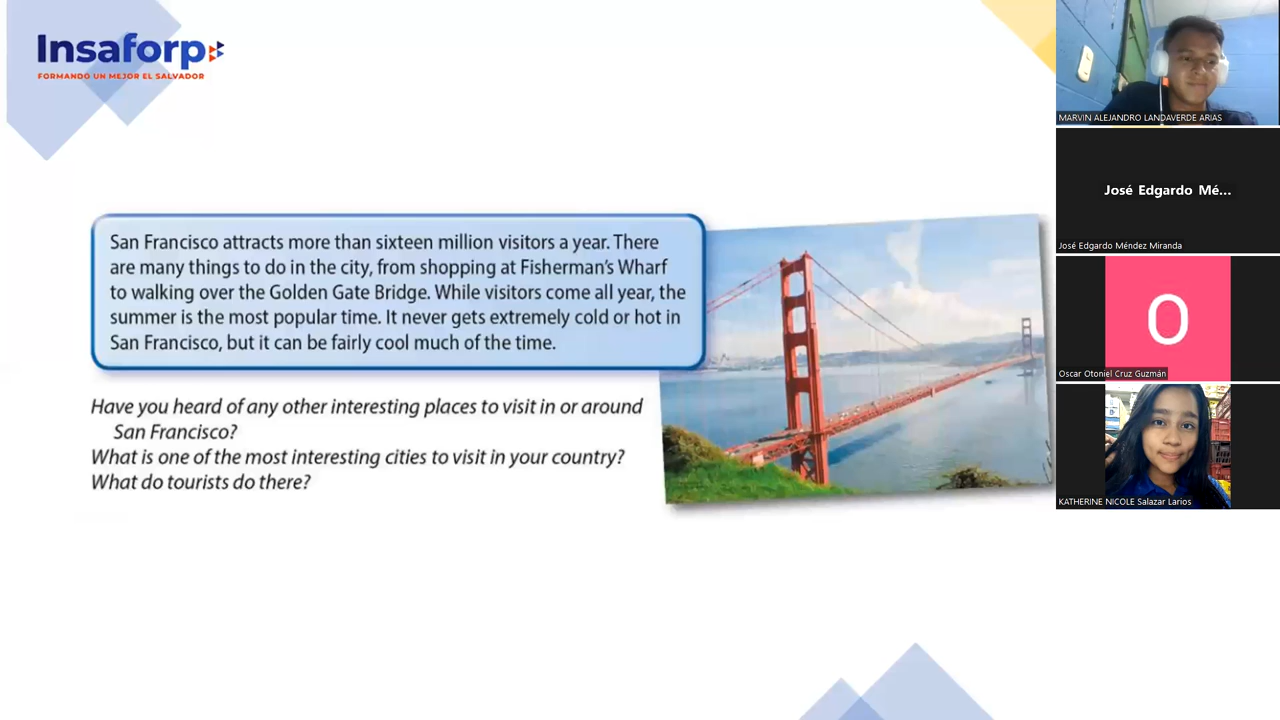 Insaforp
FORMANDO UN MEJOR EL SALVADOR
San Francisco attracts more than sixteen million visitors a year. There
are many things to do in the city, from shopping at Fisherman's Wharf
to walking over the Golden Gate Bridge. While visitors come all year, the
summer is the most popular time. It never gets extremely cold or hot in
San Francisco, but it can be fairly cool much of the time.
Have you heard of any other interesting places to visit in or around
San Francisco?
What is one of the most interesting cities to visit in your country?
What do tourists do there?
MARVIN ALEJANDRO LANDAVERDE ARIAS
José Edgardo Mé...
José Edgardo Méndez Miranda
O
Oscar Otoniel Cruz Guzmán
KATHERINE NICOLE Salazar Larios